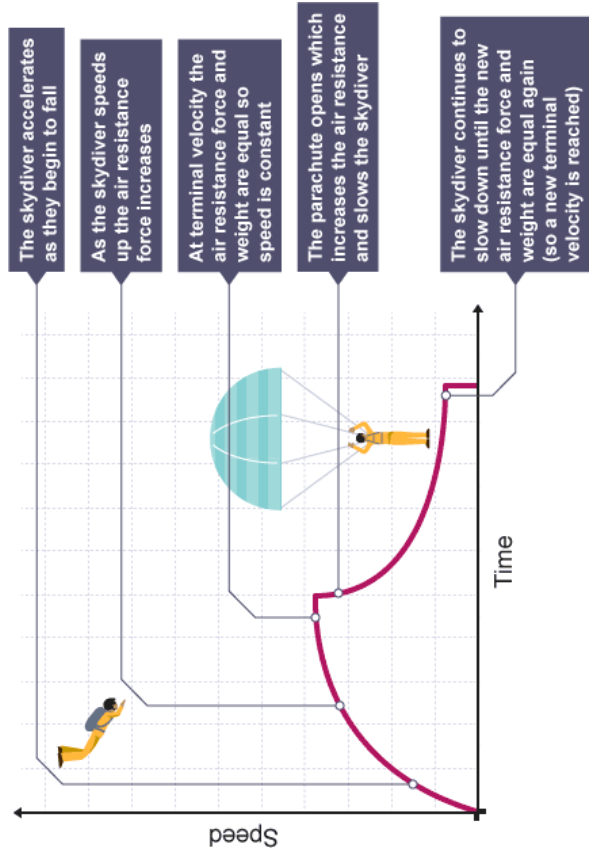 The skydiver accelerates
as they begin to fall
As the skydiver speeds
up the air resistance
force increases
At terminal velocity the
air resistance force and
weight are equal so
speed is constant
The parachute opens which
increases the air resistance
and slows the skydiver
The skydiver continues to
slow down until the new
air resistance force and
weight are equal again
(so a new terminal
velocity is reached)
Speed
Time